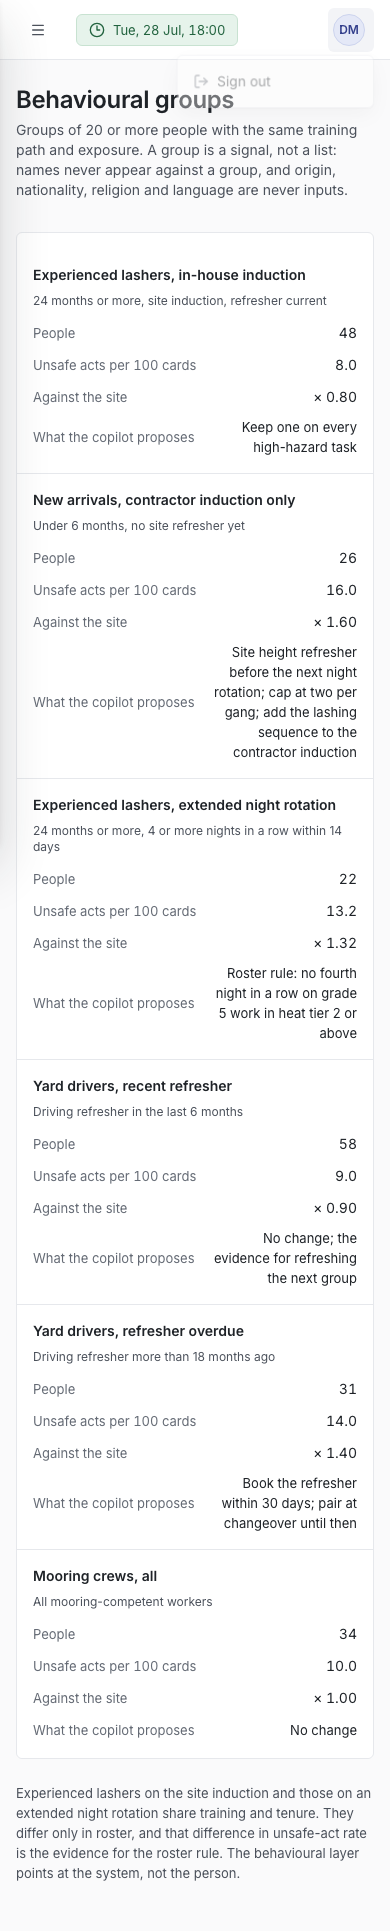 Tue, 28 Jul, 18:00
DM
Sign out
Behavioural groups
Groups of 20 or more people with the same training
path and exposure. A group is a signal, not a list:
names never appear against a group, and origin,
nationality, religion and language are never inputs.
Experienced lashers, in-house induction
24 months or more, site induction, refresher current
People 48
Unsafe acts per 100 cards 8.0
Against the site × 0.80
What the copilot proposes Keep one on every
high-hazard task
New arrivals, contractor induction only
Under 6 months, no site refresher yet
People 26
Unsafe acts per 100 cards 16.0
Against the site × 1.60
What the copilot proposes Site height refresher
before the next night
rotation; cap at two per
gang; add the lashing
sequence to the
contractor induction
Experienced lashers, extended night rotation
24 months or more, 4 or more nights in a row within 14
days
People 22
Unsafe acts per 100 cards 13.2
Against the site × 1.32
What the copilot proposes Roster rule: no fourth
night in a row on grade
5 work in heat tier 2 or
above
Yard drivers, recent refresher
Driving refresher in the last 6 months
People 58
Unsafe acts per 100 cards 9.0
Against the site × 0.90
What the copilot proposes No change; the
evidence for refreshing
the next group
Yard drivers, refresher overdue
Driving refresher more than 18 months ago
People 31
Unsafe acts per 100 cards 14.0
Against the site × 1.40
What the copilot proposes Book the refresher
within 30 days; pair at
changeover until then
Mooring crews, all
All mooring-competent workers
People 34
Unsafe acts per 100 cards 10.0
Against the site × 1.00
What the copilot proposes No change
Experienced lashers on the site induction and those on an
extended night rotation share training and tenure. They
differ only in roster, and that difference in unsafe-act rate
is the evidence for the roster rule. The behavioural layer
points at the system, not the person.